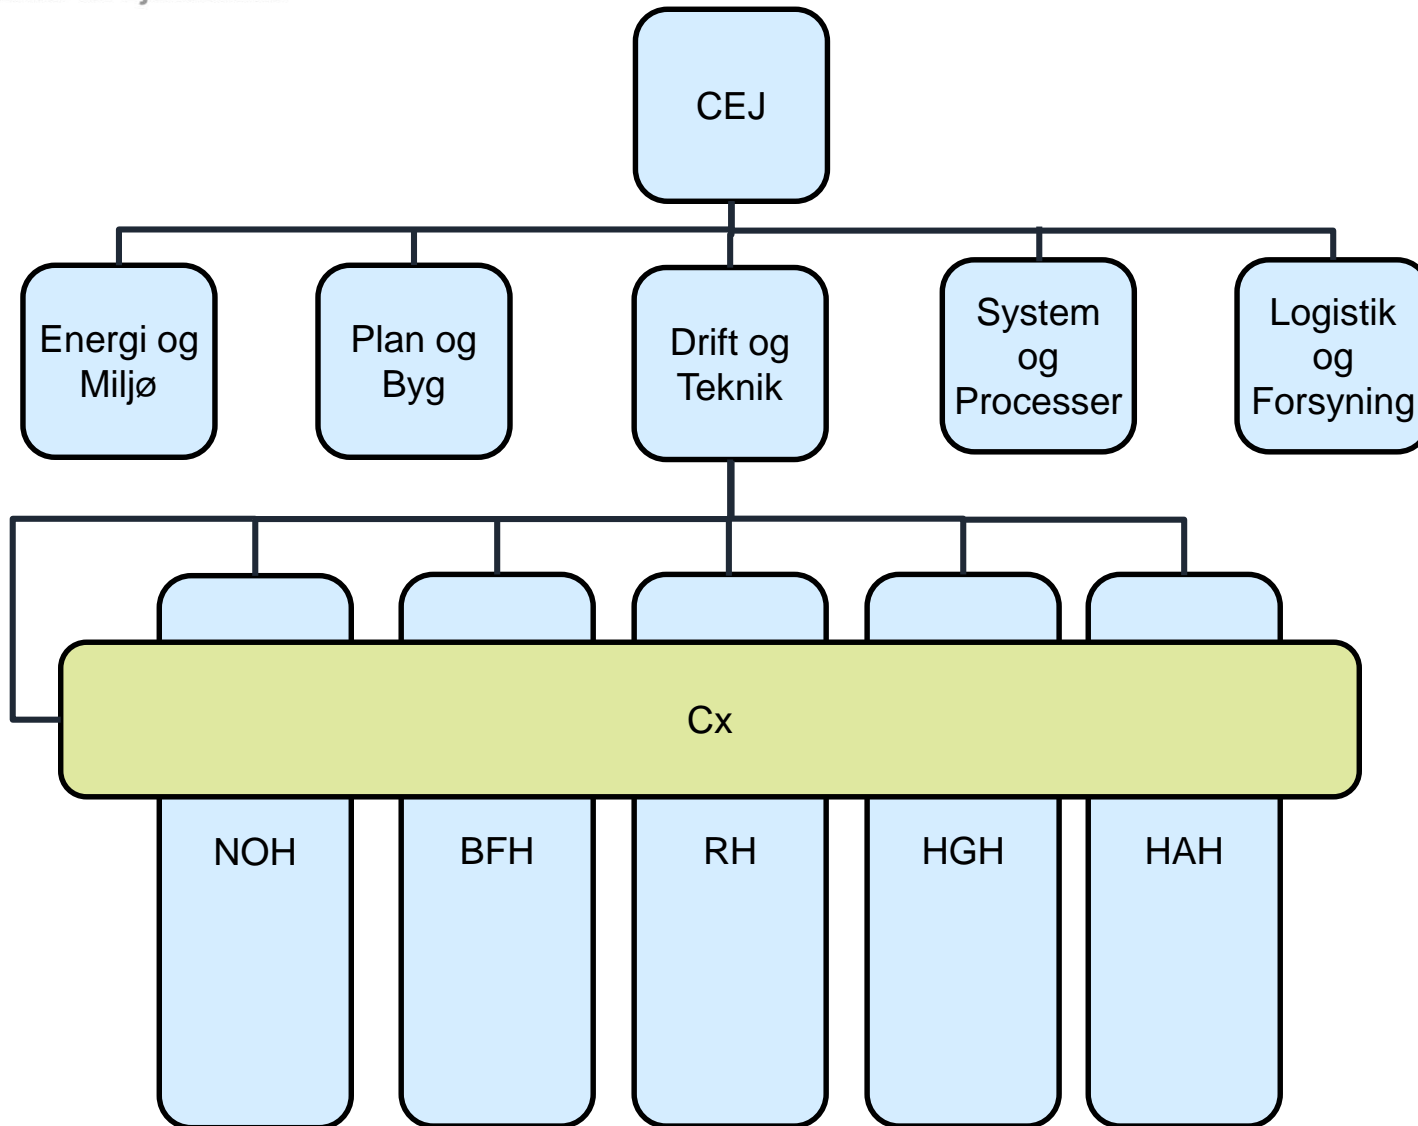 CEJ
Energi og
Miljø
Plan og
Byg
Drift og
Teknik
System
og
Processer
Logistik
og
Forsyning
Cx
NOH
BFH
RH
HGH
HAH